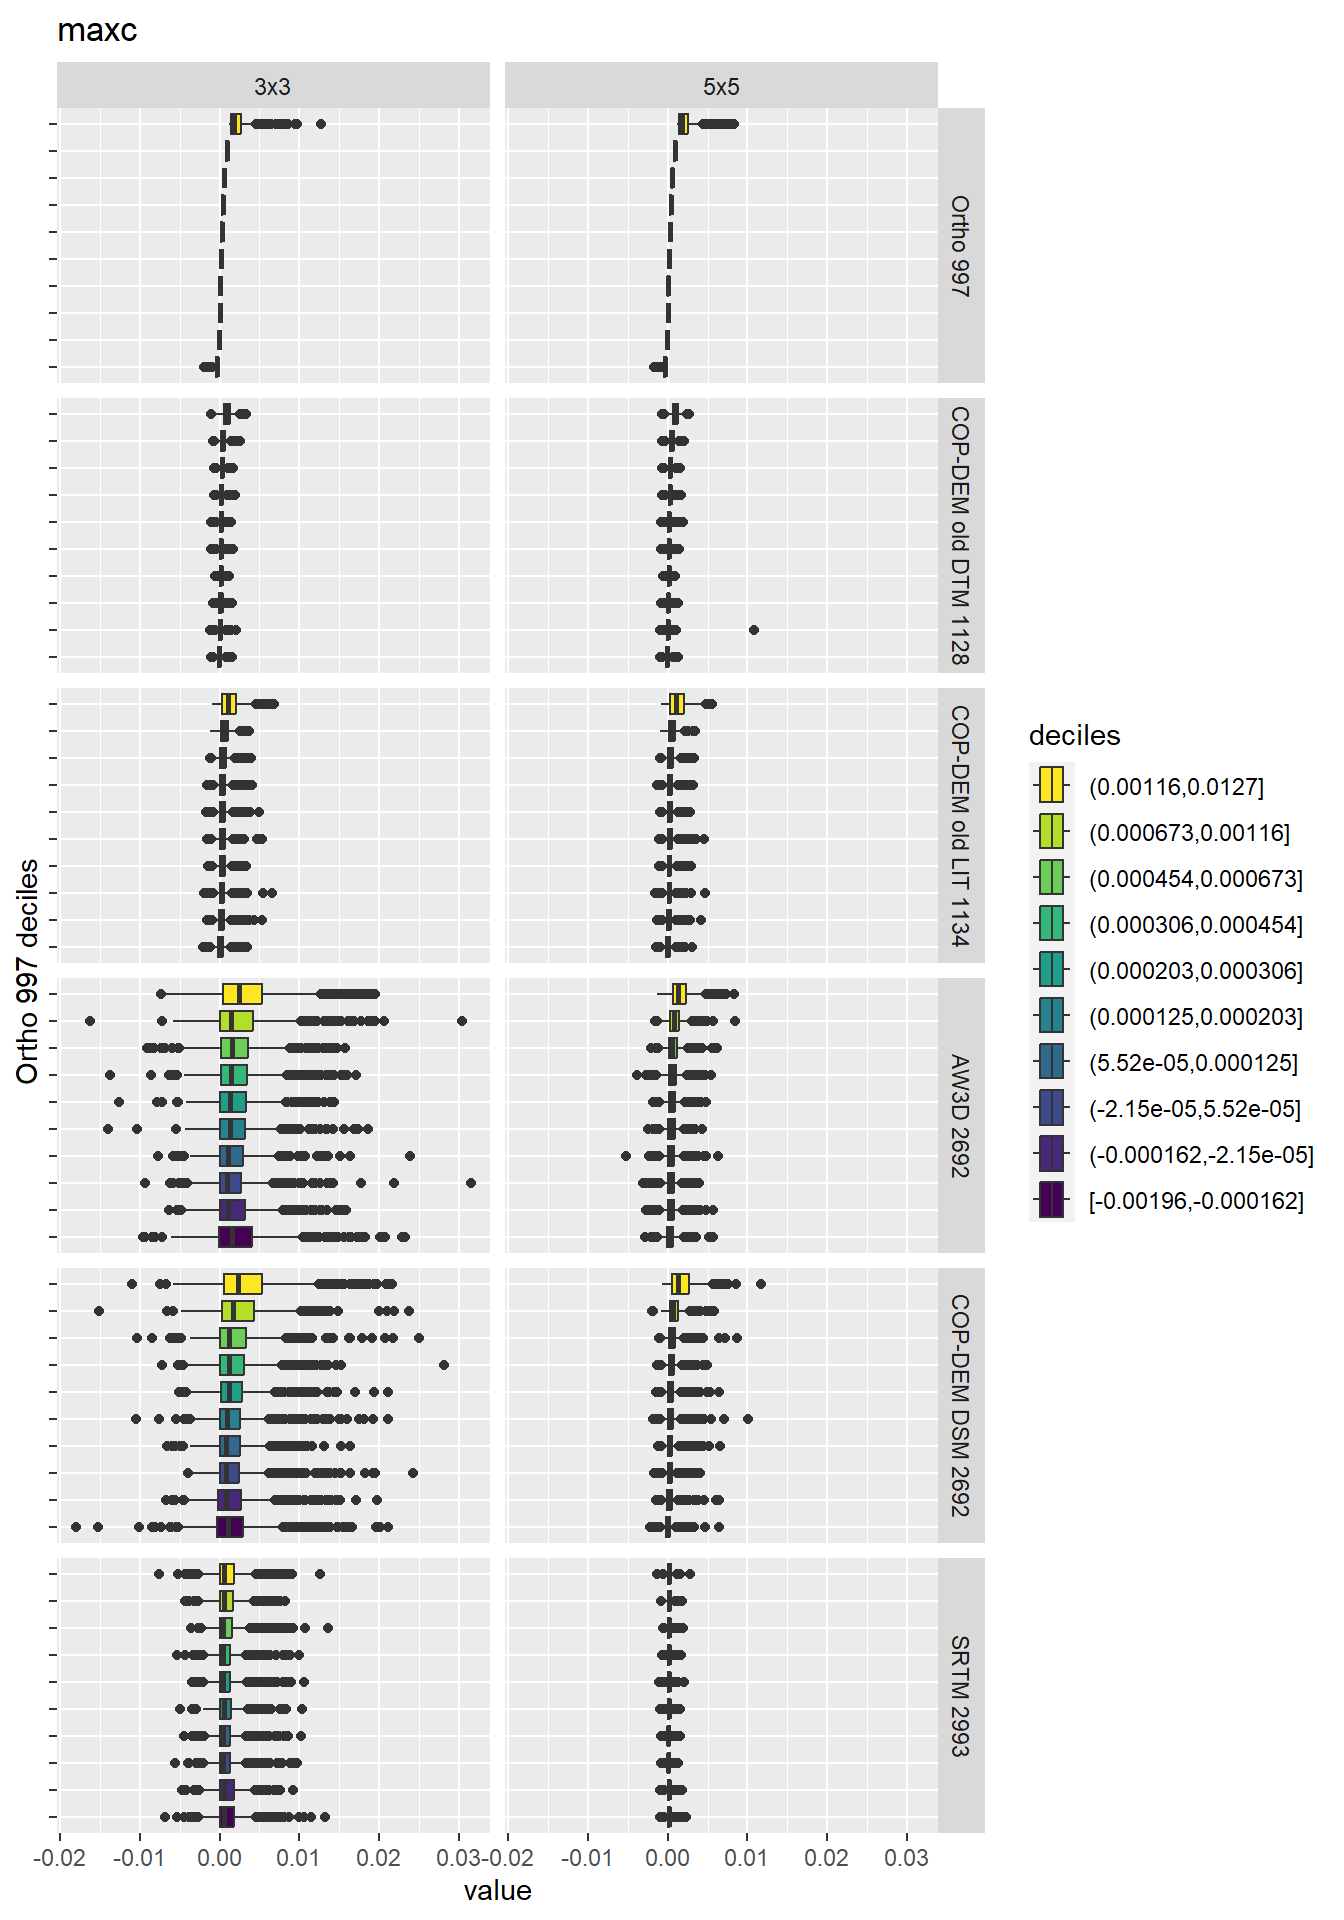 maxc
3x3
5x5
Ortho 997
COP-DEM old DTM 1128
COP-DEM old LIT 1134
AW3D 2692
COP-DEM DSM 2692
SRTM 2993
Ortho 997 deciles
-0.02 -0.01 0.00 0.01 0.02 0.03 -0.02 -0.01 0.00 0.01 0.02 0.03
value
deciles
(0.00116,0.0127]
(0.000673,0.00116]
(0.000454,0.000673]
(0.000306,0.000454]
(0.000203,0.000306]
(0.000125,0.000203]
(5.52e-05,0.000125]
(-2.15e-05,5.52e-05]
(-0.000162,-2.15e-05]
[-0.00196,-0.000162]